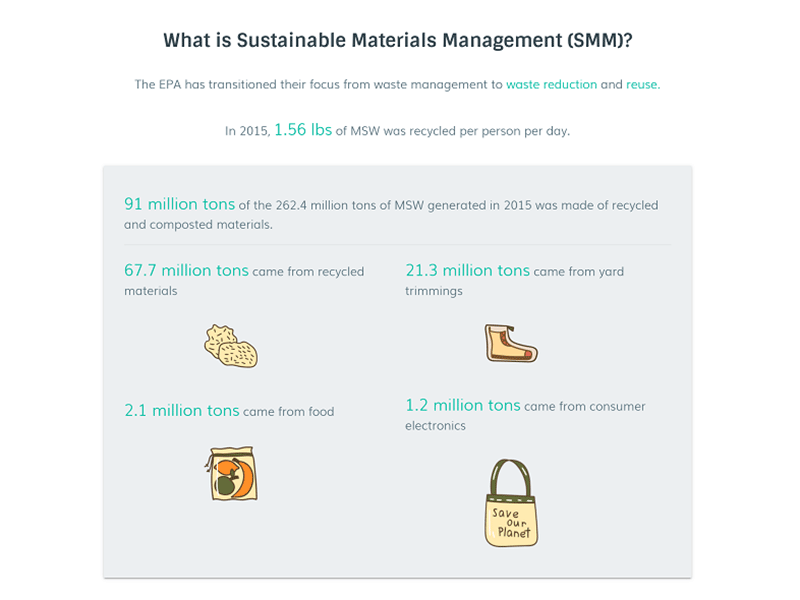 What is Sustainable Materials Management (SMM)?
The EPA has transitioned their focus from waste management to waste reduction and reuse.
In 2015, 1.56 lbs of MSW was recycled per person per day.
91 million tons of the 262.4 million tons of MSW generated in 2015 was made of recycled
and composted materials.
67.7 million tons came from recycled
materials
21.3 million tons came from yard
trimmings
2.1 million tons came from food
1.2 million tons came from consumer
electronics
Save
our
Planet